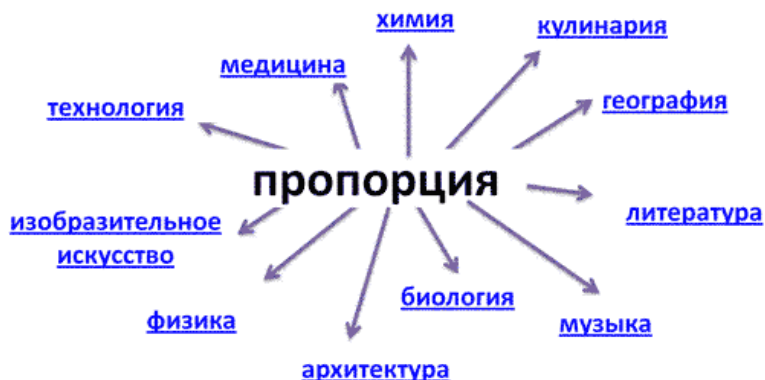 химия
кулинария
медицина
география
технология
пропорция
литература
изобразительное
искусство
биология
физика
музыка
архитектура